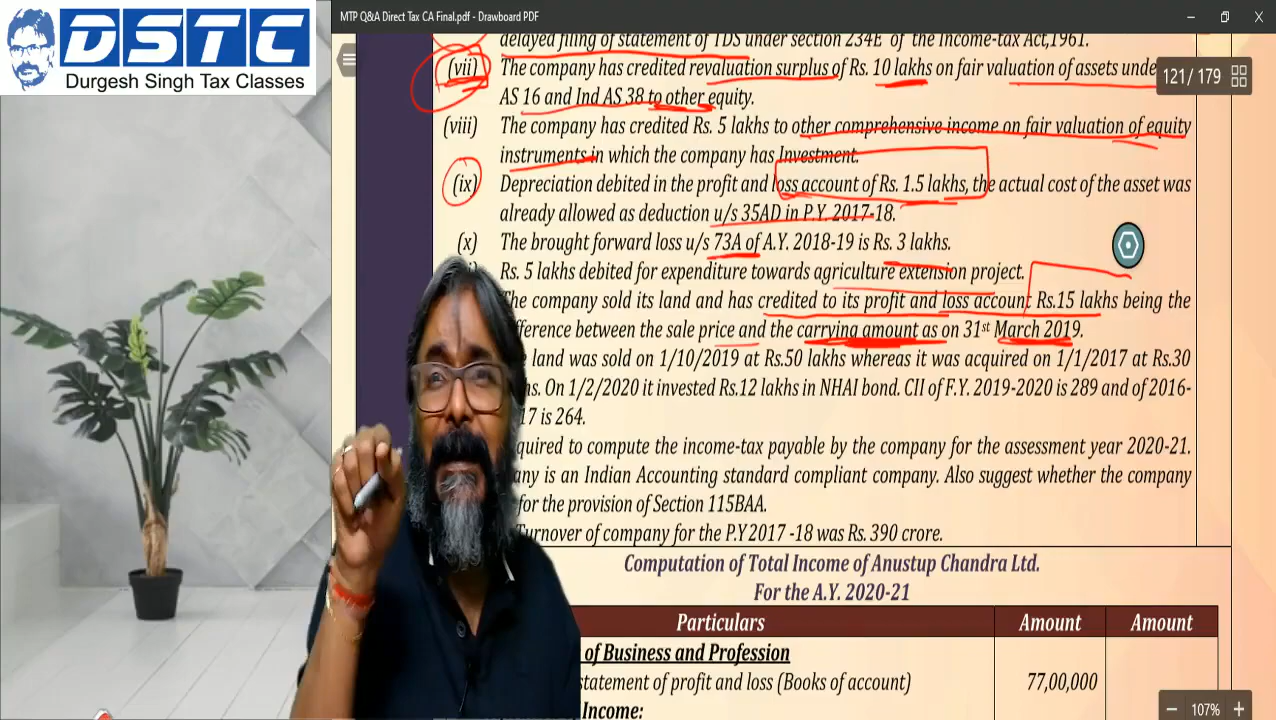 MTP Q&A Direct Tax CA Final.pdf - Drawboard PDF
DSTC
Durgesh Singh Tax Classes
121 / 179
delayed filing of statement of TDS under section 234E of the Income-tax Act,1961.
(vii) The company has credited revaluation surplus of Rs. 10 lakhs on fair valuation of assets unde
AS 16 and Ind AS 38 to other equity.
(viii) The company has credited Rs. 5 lakhs to other comprehensive income on fair valuation of equity
instruments in which the company has Investment.
(ix) Depreciation debited in the profit and loss account of Rs. 1.5 lakhs, the actual cost of the asset was
already allowed as deduction u/s 35AD in P.Y. 2017-18.
(x) The brought forward loss u/s 73A of A.Y. 2018-19 is Rs. 3 lakhs.
Rs. 5 lakhs debited for expenditure towards agriculture extension project.
The company sold its land and has credited to its profit and loss account Rs.15 lakhs being the
difference between the sale price and the carrying amount as on 31st March 2019.
land was sold on 1/10/2019 at Rs.50 lakhs whereas it was acquired on 1/1/2017 at Rs.30
hs. On 1/2/2020 it invested Rs.12 lakhs in NHAI bond. CII of F.Y. 2019-2020 is 289 and of 2016-
17 is 264.
quired to compute the income-tax payable by the company for the assessment year 2020-21.
any is an Indian Accounting standard compliant company. Also suggest whether the company
for the provision of Section 115BAA.
Turnover of company for the P.Y 2017 -18 was Rs. 390 crore.
Computation of Total Income of Anustup Chandra Ltd.
For the A.Y. 2020-21
Particulars Amount Amount
of Business and Profession
statement of profit and loss (Books of account) 77,00,000
Income:
107%